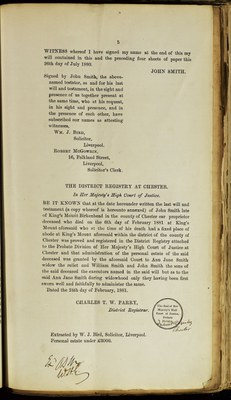 5
WITNESS whereof I have signed my name at the end of this my
will contained in this and the preceding four sheets of paper this
26th day of July 1880.
JOHN SMITH.
Signed by John Smith, the above-
named testator, as and for his last
will and testament, in the sight and
presence of us together present at
the same time, who at his request,
in his sight and presence, and in
the presence of each other, have
subscribed our names as attesting
witnesses.
WM. J. BIRD,
Solicitor,
Liverpool.
ROBERT MCGOWEN,
16, Falkland Street,
Liverpool,
Solicitor's Clerk.
THE DISTRICT REGISTRY AT CHESTER.
In Her Majesty's High Court of Justice.
BE IT KNOWN that at the date hereunder written the last will and
testament (a copy whereof is hereunto annexed) of John Smith late
of King's Mount Birkenhead in the county of Chester car proprietor
deceased who died on the 6th day of February 1881 at King's
Mount aforesaid who at the time of his death had a fixed place of
abode at King's Mount aforesaid within the district of the county of
Chester was proved and registered in the District Registry attached
to the Probate Division of Her Majesty's High Court of Justice at
Chester and that administration of the personal estate of the said
deceased was granted by the aforesaid Court to Ann Jane Smith
widow the relict and William Smith and John Smith the sons of
the said deceased the executors named in the said will but as to the
said Ann Jane Smith during widowhood only they having been first
sworn well and faithfully to administer the same.
Dated the 24th day of February, 1881.
CHARLES T. W. PARRY,
District Registrar.
The Seal of Her
Majesty's High
Court of Justice
Probate
Division
Extracted by W. J. Bird, Solicitor, Liverpool.
Personal estate under £3000.